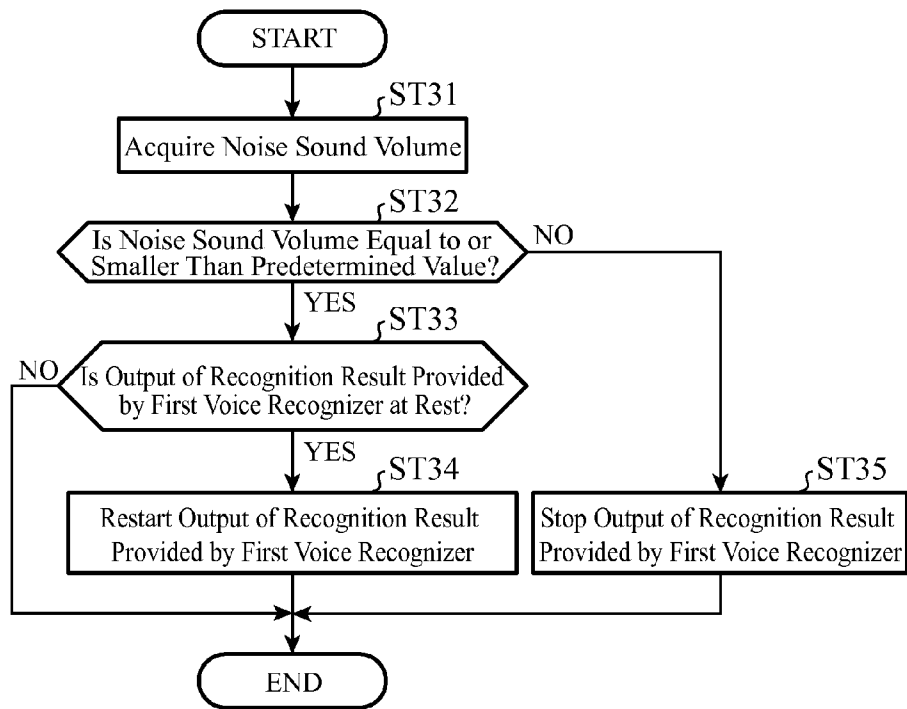 START
ST31
Acquire Noise Sound Volume
ST32
Is Noise Sound Volume Equal to or
Smaller Than Predetermined Value?
NO
YES
ST33
NO
Is Output of Recognition Result Provided
by First Voice Recognizer at Rest?
YES
ST34
Restart Output of Recognition Result
Provided by First Voice Recognizer
ST35
Stop Output of Recognition Result
Provided by First Voice Recognizer
END